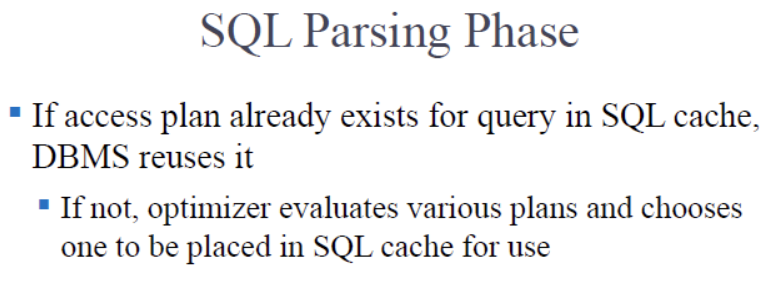 SQL Parsing Phase
▪ If access plan already exists for query in SQL cache,
DBMS reuses it
▪ If not, optimizer evaluates various plans and chooses
one to be placed in SQL cache for use